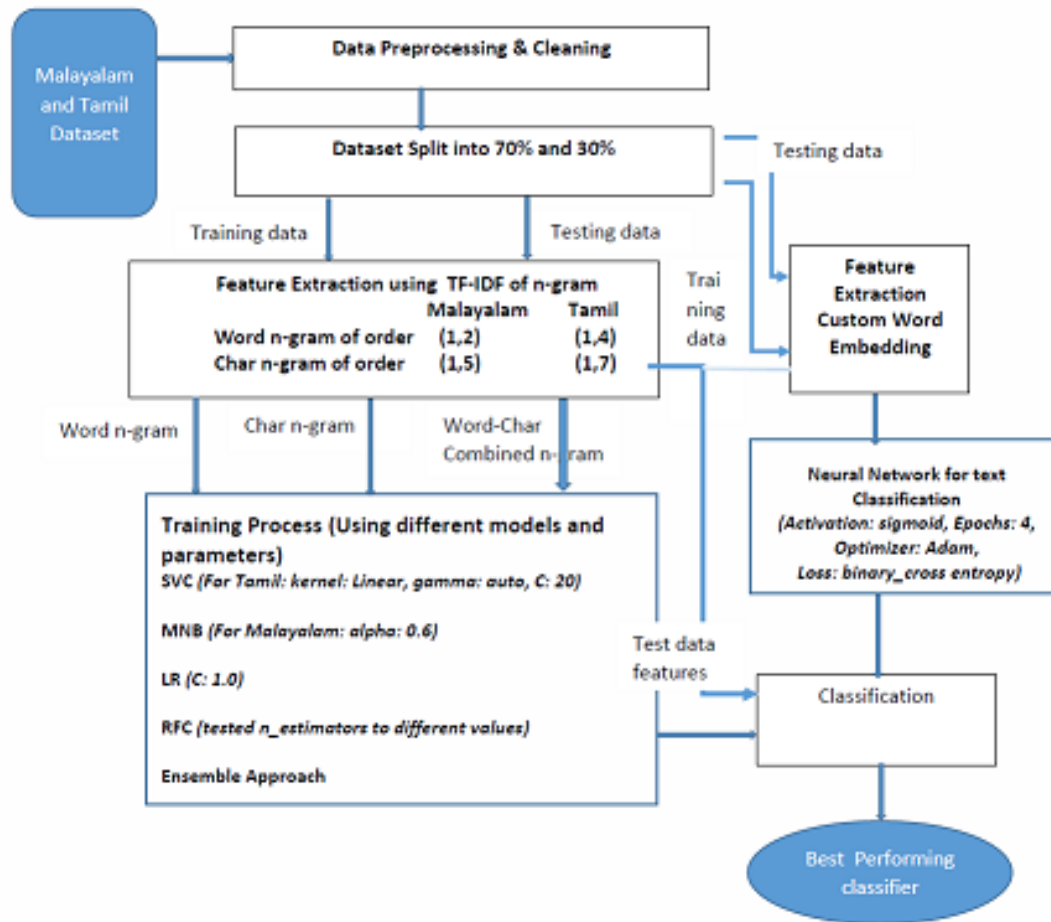 Malayalam
and Tamil
Dataset
Data Preprocessing & Cleaning
Dataset Split into 70% and 30%
Testing data
Training data
Testing data
Feature Extraction using TF-IDF of n-gram
Malayalam Tamil
Word n-gram of order (1,2) (1,4)
Char n-gram of order (1,5) (1,7)
Trai
ning
data
Feature
Extraction
Custom Word
Embedding
Word n-gram
Char n-gram
Word-Char
Combined n-gram
Neural Network for text
Classification
(Activation: sigmoid, Epochs: 4,
Optimizer: Adam,
Loss: binary_cross entropy)
Training Process (Using different models and
parameters)
SVC (For Tamil: kernel: Linear, gamma: auto, C: 20)
MNB (For Malayalam: alpha: 0.6)
LR (C: 1.0)
RFC (tested n_estimators to different values)
Ensemble Approach
Test data
features
Classification
Best Performing
classifier